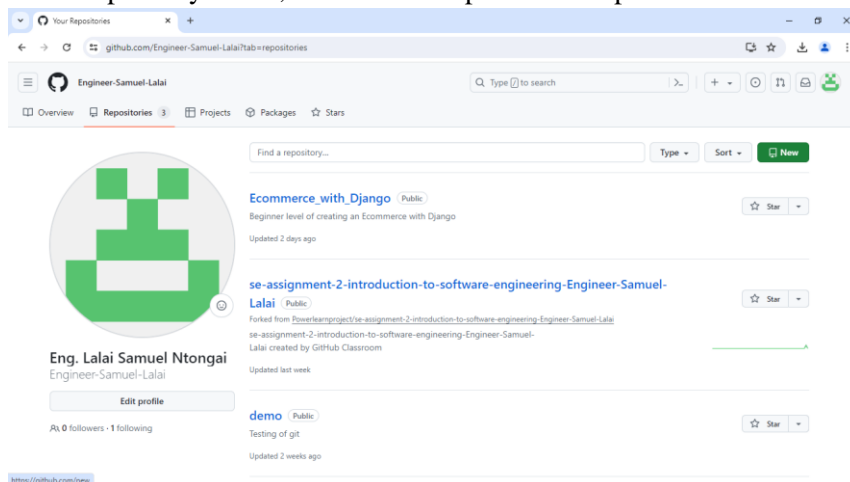 Your Repositories
github.com/Engineer-Samuel-Lalai?tab=repositories
Engineer-Samuel-Lalai
Type / to search
Overview Repositories 3 Projects Packages Stars
Find a repository...
Type
Sort
New
Ecommerce_with_Django Public
Star
Beginner level of creating an Ecommerce with Django
Updated 2 days ago
se-assignment-2-introduction-to-software-engineering-Engineer-Samuel-
Lalai Public
Star
Forked from Powerlearnproject/se-assignment-2-introduction-to-software-engineering-Engineer-Samuel-Lalai
se-assignment-2-introduction-to-software-engineering-Engineer-Samuel-
Lalai created by GitHub Classroom
Updated last week
Eng. Lalai Samuel Ntongai
Engineer-Samuel-Lalai
Edit profile
0 followers · 1 following
demo Public
Star
Testing of git
Updated 2 weeks ago
https://github.com/new